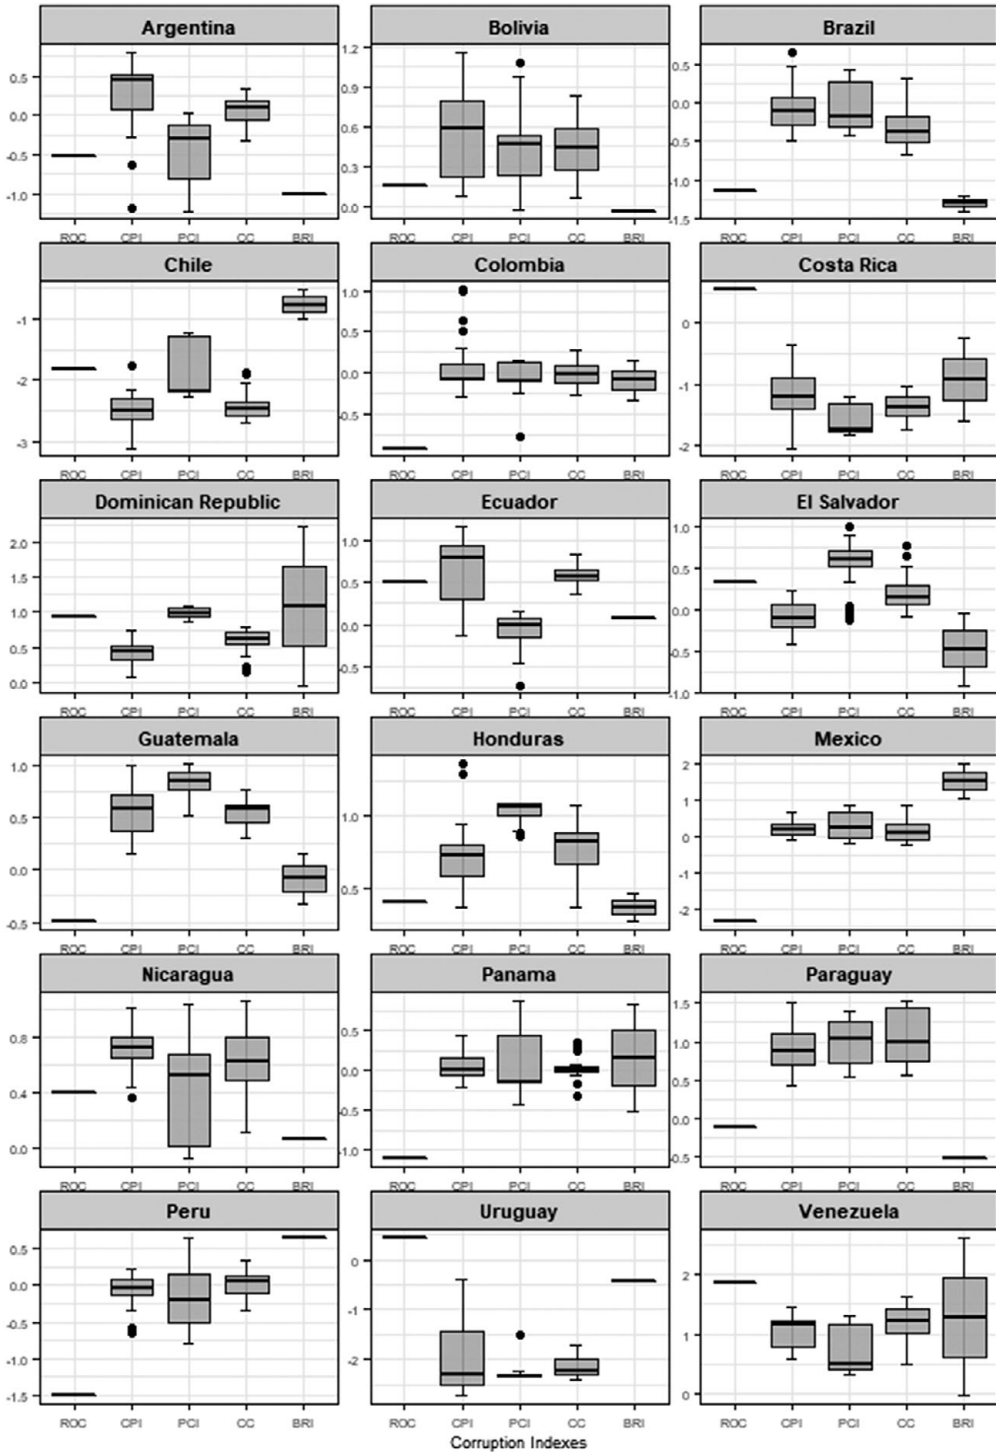 Argentina Bolivia Brazil
0.5 0.0 -0.5 -1.0
1.2 0.9 0.6 0.3 0.0
0.5 0.0 -0.5 -1.0 -1.5
ROC CPI PCI CC BRI ROC CPI PCI CC BRI ROC CPI PCI CC BRI
Chile Colombia Costa Rica
-1 -2 -3
1.0 0.5 0.0 -0.5
0 -1 -2
ROC CPI PCI CC BRI ROC CPI PCI CC BRI ROC CPI PCI CC BRI
Dominican Republic Ecuador El Salvador
2.0 1.5 1.0 0.5 0.0
1.0 0.5 0.0 -0.5
1.0 0.5 0.0 -0.5 -1.0
ROC CPI PCI CC BRI ROC CPI PCI CC BRI ROC CPI PCI CC BRI
Guatemala Honduras Mexico
1.0 0.5 0.0 -0.5
1.0 0.5
2 1 0 -1 -2
ROC CPI PCI CC BRI ROC CPI PCI CC BRI ROC CPI PCI CC BRI
Nicaragua Panama Paraguay
0.8 0.4 0.0
0.5 0.0 -0.5 -1.0
1.5 1.0 0.5 0.0 -0.5
ROC CPI PCI CC BRI ROC CPI PCI CC BRI ROC CPI PCI CC BRI
Peru Uruguay Venezuela
0.5 0.0 -0.5 -1.0 -1.5
0 -1 -2
2 1 0
ROC CPI PCI CC BRI ROC CPI PCI CC BRI ROC CPI PCI CC BRI
Corruption Indexes